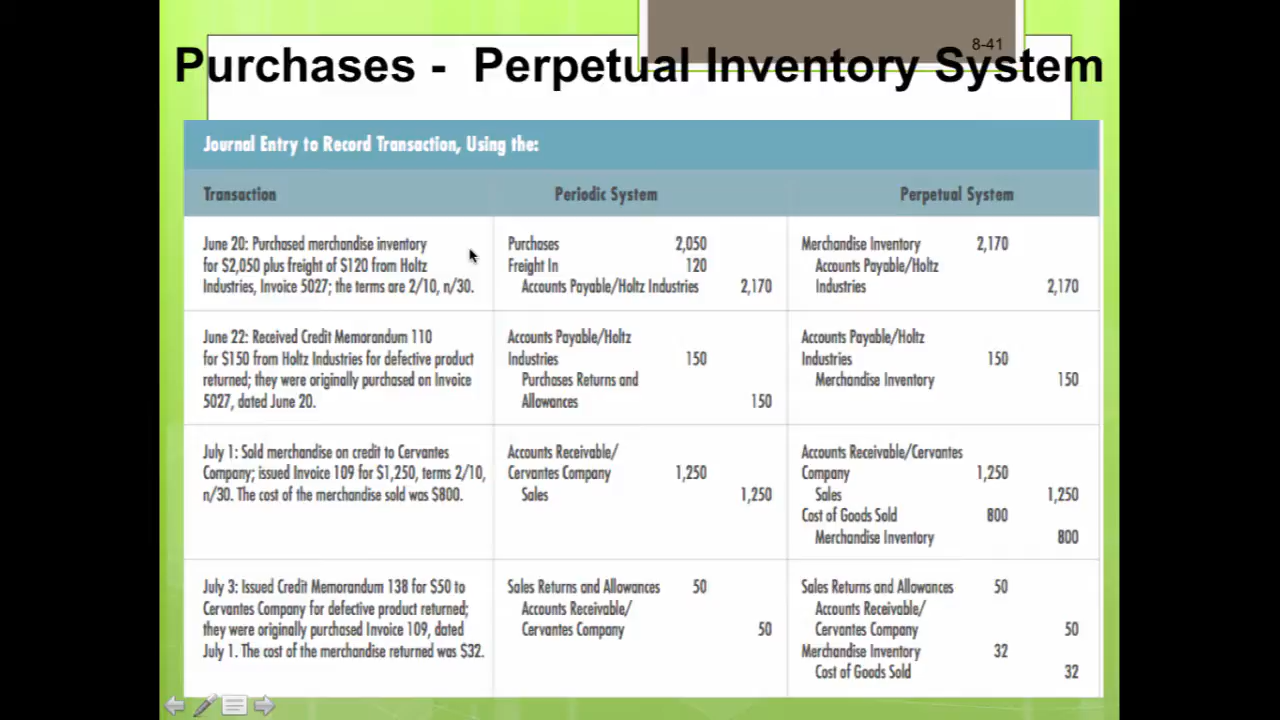 8-41
Purchases - Perpetual Inventory System
Journal Entry to Record Transaction, Using the:
Transaction Periodic System Perpetual System
June 20: Purchased merchandise inventory
for $2,050 plus freight of $120 from Holtz
Industries, Invoice 5027; the terms are 2/10, n/30.
Purchases 2,050
Freight In 120
Accounts Payable/Holtz Industries 2,170
Merchandise Inventory 2,170
Accounts Payable/Holtz
Industries 2,170
June 22: Received Credit Memorandum 110
for $150 from Holtz Industries for defective product
returned; they were originally purchased on Invoice
5027, dated June 20.
Accounts Payable/Holtz
Industries 150
Purchases Returns and
Allowances 150
Accounts Payable/Holtz
Industries 150
Merchandise Inventory 150
July 1: Sold merchandise on credit to Cervantes
Company; issued Invoice 109 for $1,250, terms 2/10,
n/30. The cost of the merchandise sold was $800.
Accounts Receivable/
Cervantes Company 1,250
Sales 1,250
Accounts Receivable/Cervantes
Company 1,250
Sales 1,250
Cost of Goods Sold 800
Merchandise Inventory 800
July 3: Issued Credit Memorandum 138 for $50 to
Cervantes Company for defective product returned;
they were originally purchased Invoice 109, dated
July 1. The cost of the merchandise returned was $32.
Sales Returns and Allowances 50
Accounts Receivable/
Cervantes Company 50
Sales Returns and Allowances 50
Accounts Receivable/
Cervantes Company 50
Merchandise Inventory 32
Cost of Goods Sold 32